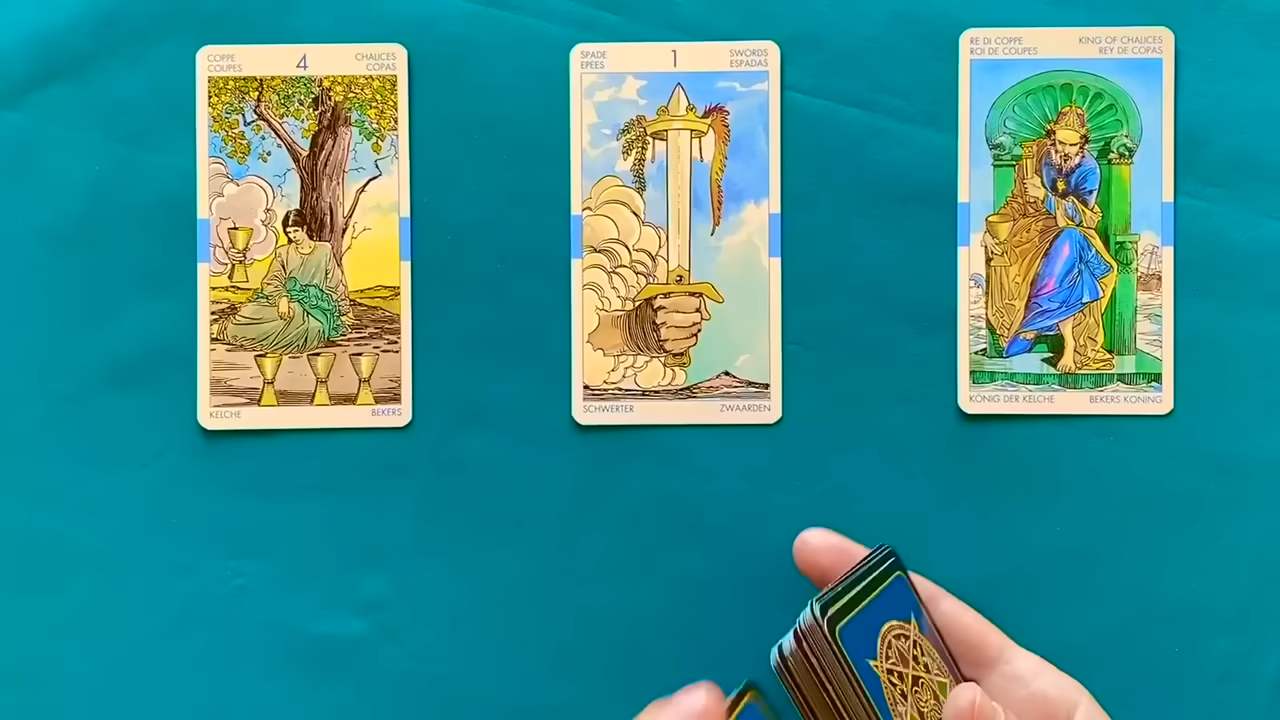 COPPE
COUPES
4
CHALICES
COPAS
KELCHE
BEKERS
SPADE
EPEES
1
SWORDS
ESPADAS
SCHWERTER
ZWAARDEN
RE DI COPPE
ROI DE COUPES
KING OF CHALICES
REY DE COPAS
KÖNIG DER KELCHE
BEKERS KONING